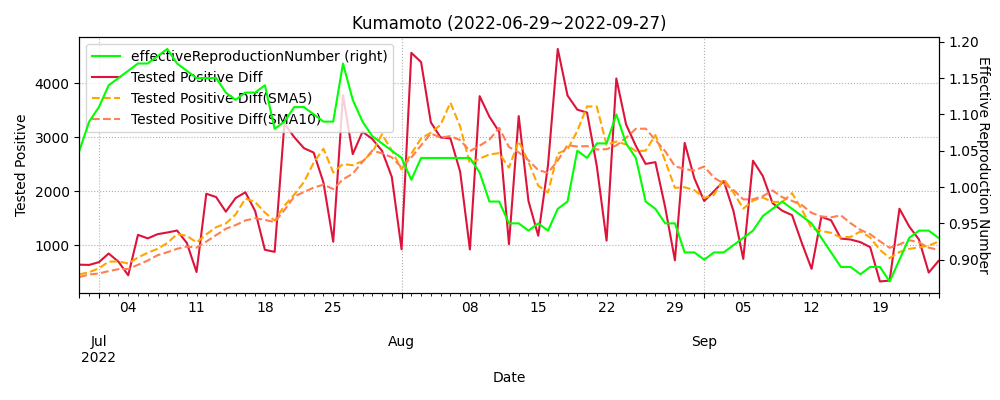 Kumamoto (2022-06-29~2022-09-27)
effectiveReproductionNumber (right)
Tested Positive Diff
Tested Positive Diff(SMA5)
Tested Positive Diff(SMA10)
Tested Positive
4000
3000
2000
1000
1.20
1.15
1.10
1.05
1.00
0.95
0.90
Effective Reproduction Number
04 11 18 25 08 15 22 29 05 12 19
Jul Aug Sep
2022
Date